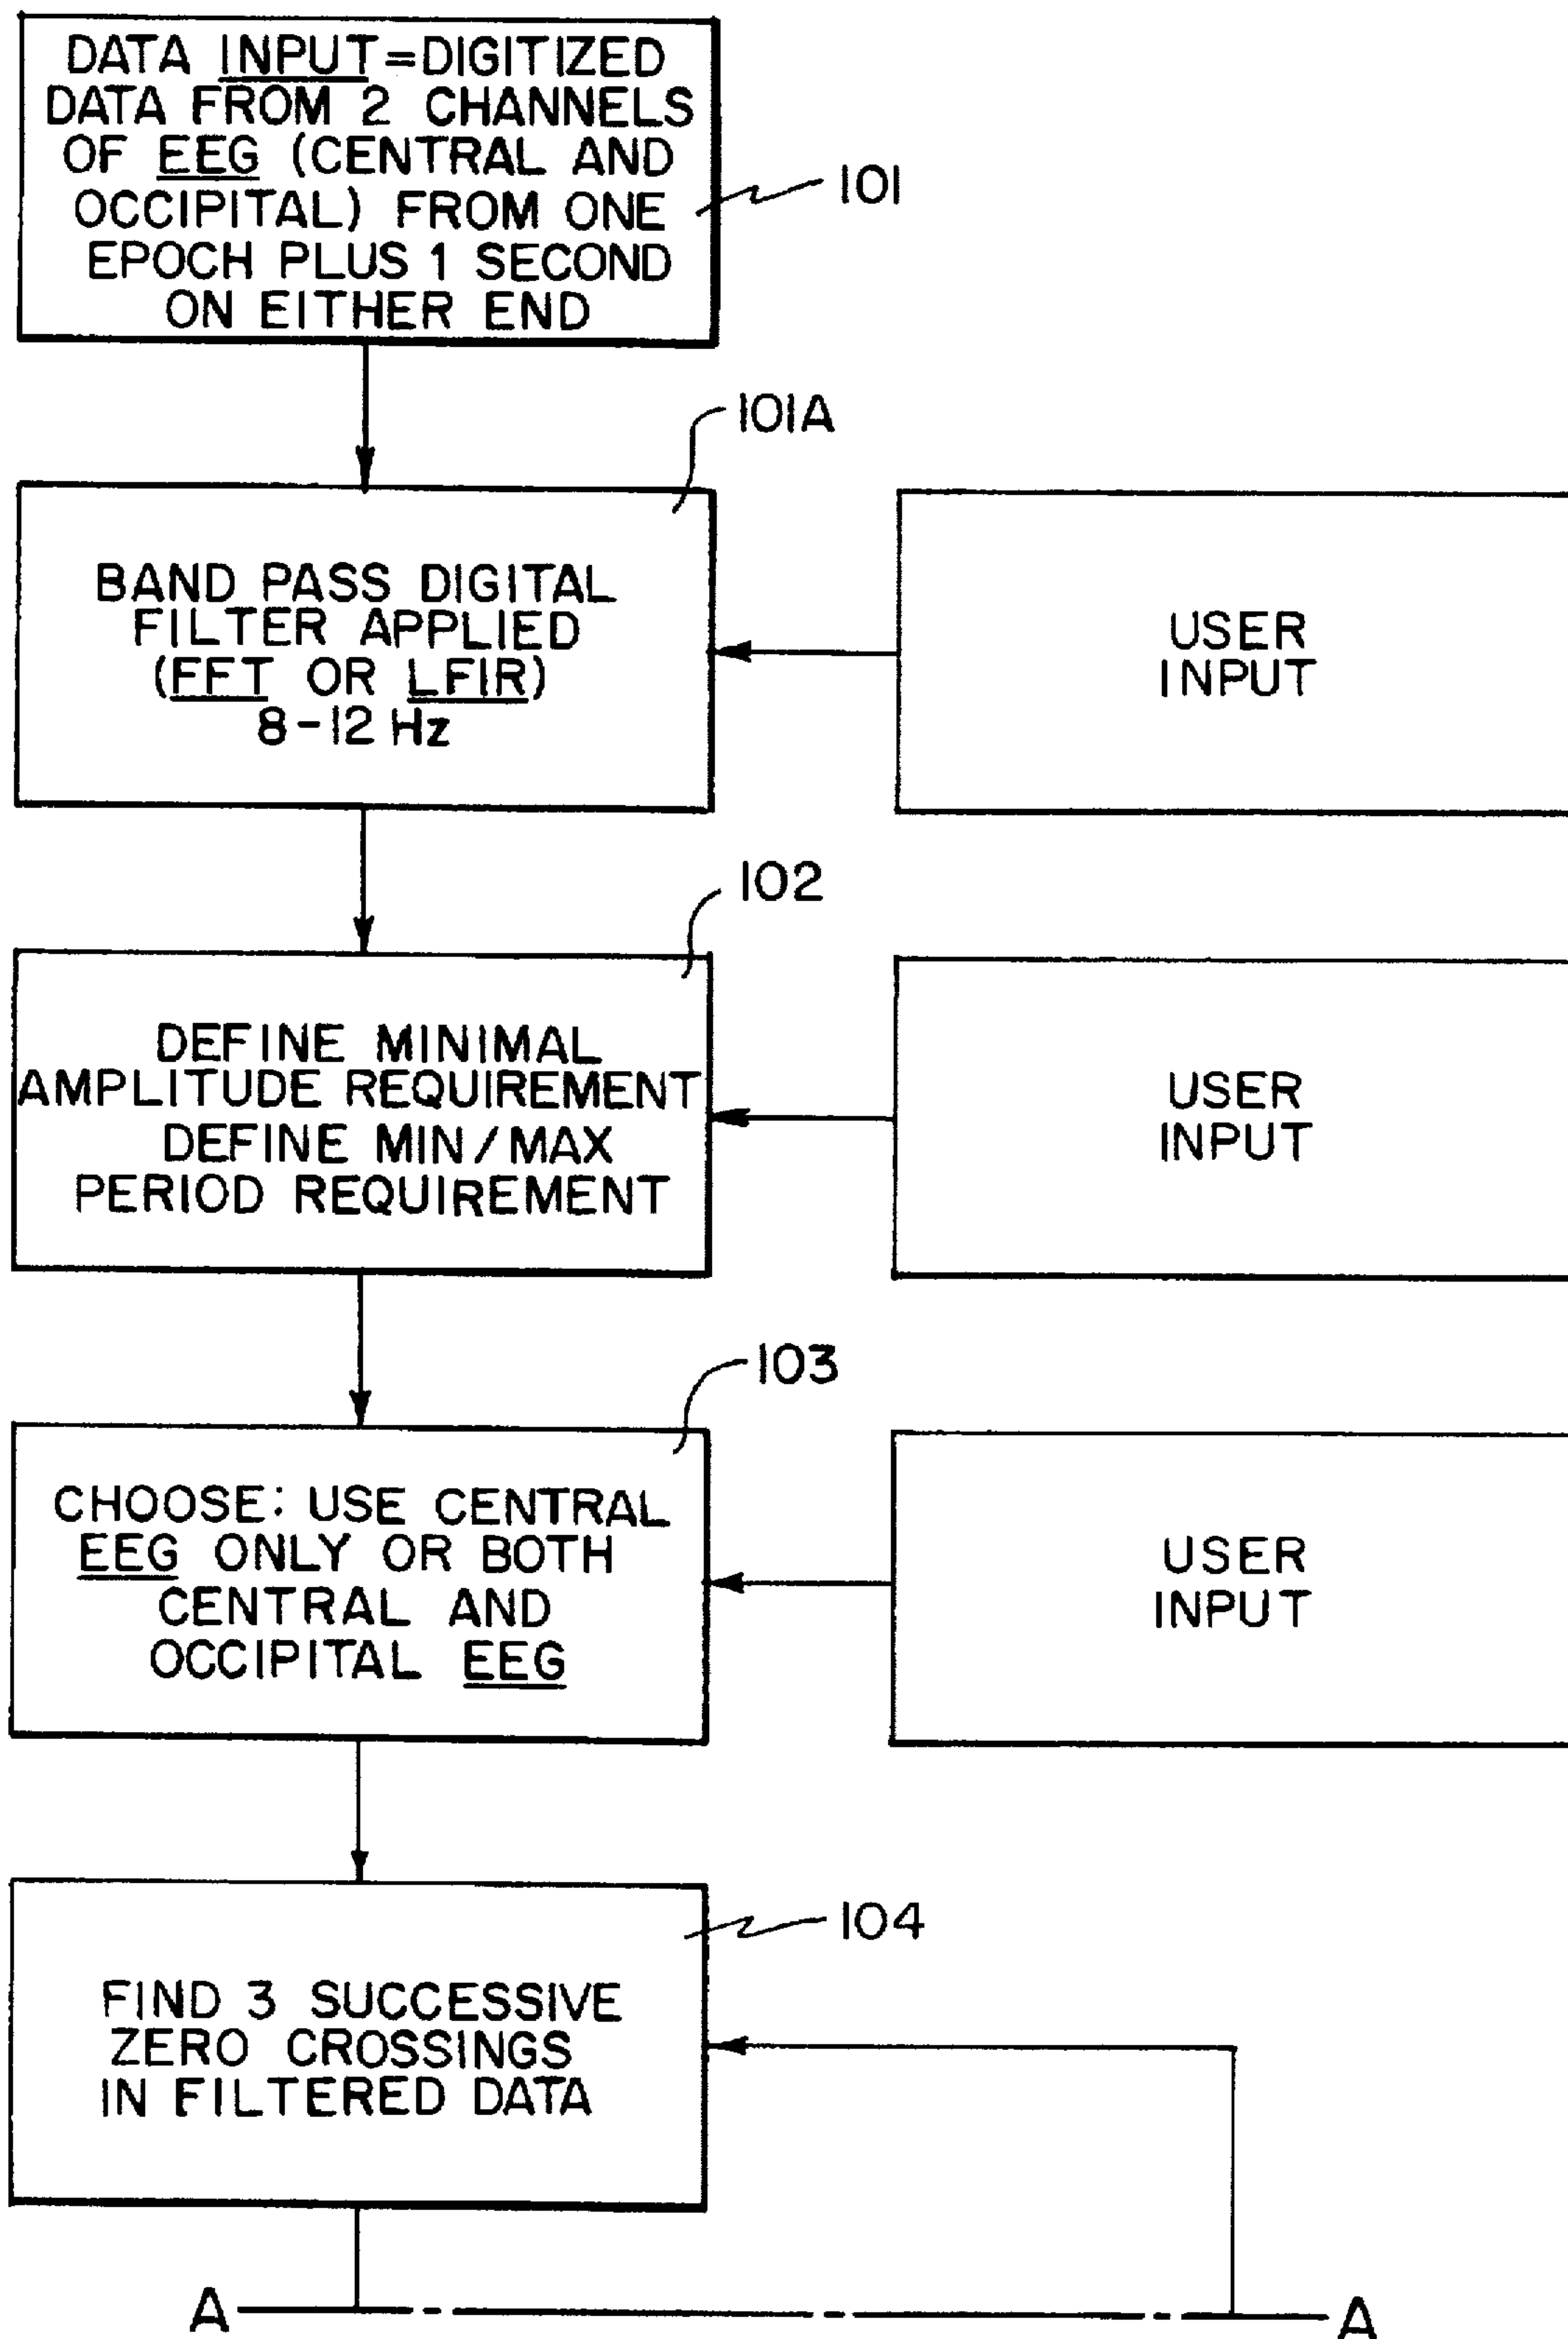 DATA INPUT=DIGITIZED
DATA FROM 2 CHANNELS
OF EEG (CENTRAL AND
OCCIPITAL) FROM ONE
EPOCH PLUS 1 SECOND
ON EITHER END
101
101A
BAND PASS DIGITAL
FILTER APPLIED
(FFT OR LFIR)
8-12 Hz
USER
INPUT
102
DEFINE MINIMAL
AMPLITUDE REQUIREMENT
DEFINE MIN/MAX
PERIOD REQUIREMENT
USER
INPUT
103
CHOOSE: USE CENTRAL
EEG ONLY OR BOTH
CENTRAL AND
OCCIPITAL EEG
USER
INPUT
104
FIND 3 SUCCESSIVE
ZERO CROSSINGS
IN FILTERED DATA
A
A